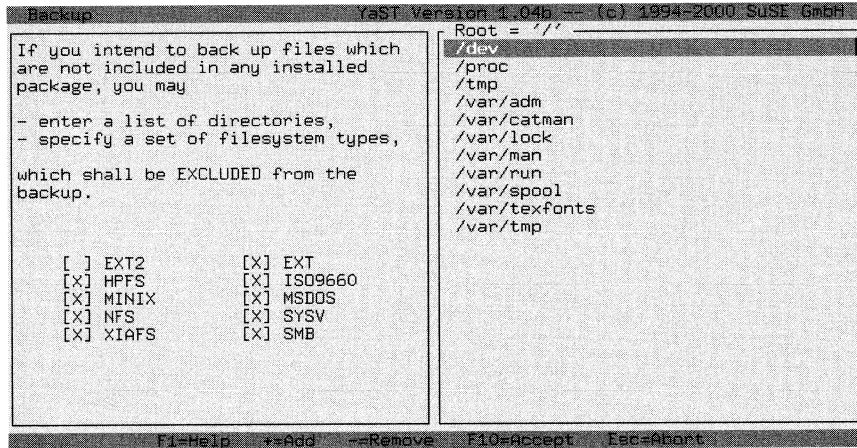 Backup YaST Version 1.04b -- (c) 1994-2000 SuSE GmbH
If you intend to back up files which
are not included in any installed
package, you may
- enter a list of directories,
- specify a set of filesystem types,
which shall be EXCLUDED from the
backup.
[ ] EXT2 [X] EXT
[X] HPFS [X] ISO9660
[X] MINIX [X] MSDOS
[X] NFS [X] SYSV
[X] XIAFS [X] SMB
Root = '/'
/dev
/proc
/tmp
/var/adm
/var/catman
/var/lock
/var/man
/var/run
/var/spool
/var/texfonts
/var/tmp
F1=Help +=Add -=Remove F10=Accept Esc=Abort